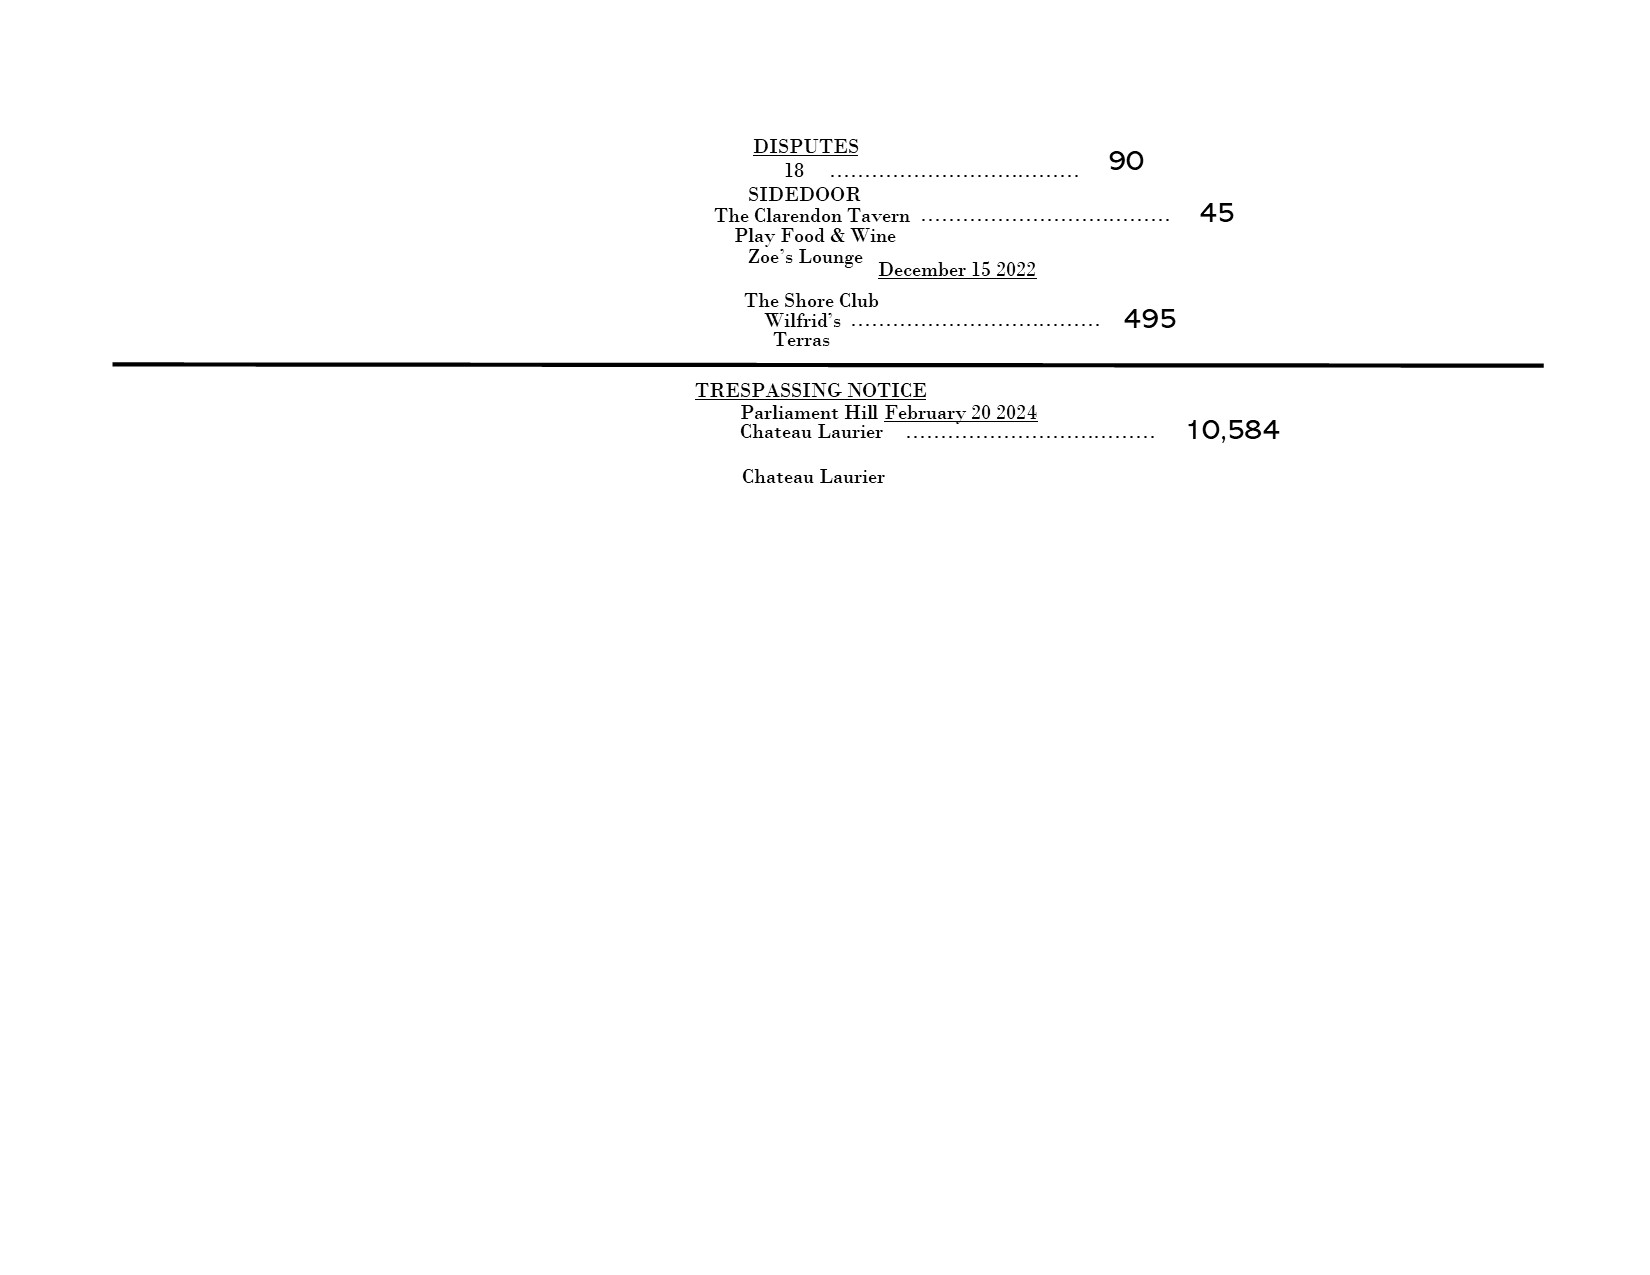 DISPUTES
18 ……………………………… 90
SIDEDOOR
The Clarendon Tavern ……………………………… 45
Play Food & Wine
Zoe’s Lounge
December 15 2022
The Shore Club
Wilfrid’s ……………………………… 495
Terras
TRESPASSING NOTICE
Parliament Hill February 20 2024
Chateau Laurier ……………………………… 10,584
Chateau Laurier